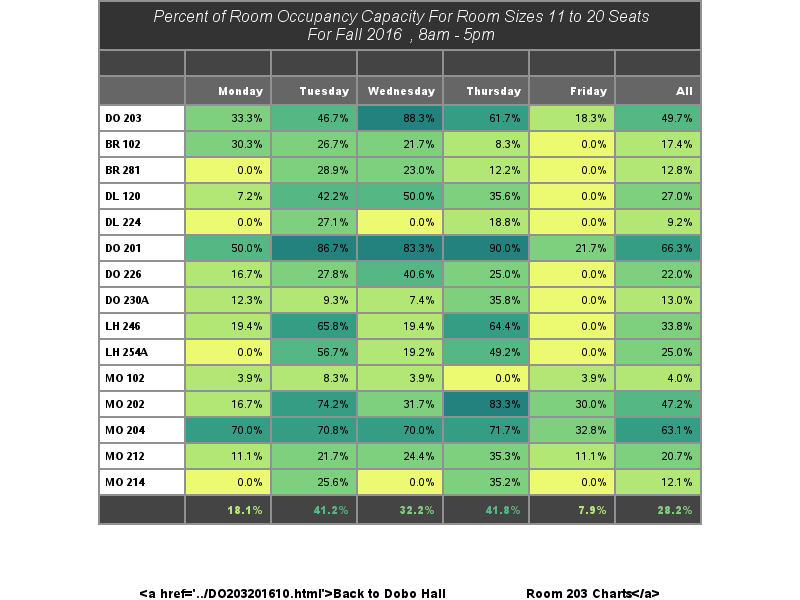 Percent of Room Occupancy Capacity For Room Sizes 11 to 20 Seats
For Fall 2016 , 8am - 5pm
Monday Tuesday Wednesday Thursday Friday All
DO 203 33.3% 46.7% 88.3% 61.7% 18.3% 49.7%
BR 102 30.3% 26.7% 21.7% 8.3% 0.0% 17.4%
BR 281 0.0% 28.9% 23.0% 12.2% 0.0% 12.8%
DL 120 7.2% 42.2% 50.0% 35.6% 0.0% 27.0%
DL 224 0.0% 27.1% 0.0% 18.8% 0.0% 9.2%
DO 201 50.0% 86.7% 83.3% 90.0% 21.7% 66.3%
DO 226 16.7% 27.8% 40.6% 25.0% 0.0% 22.0%
DO 230A 12.3% 9.3% 7.4% 35.8% 0.0% 13.0%
LH 246 19.4% 65.8% 19.4% 64.4% 0.0% 33.8%
LH 254A 0.0% 56.7% 19.2% 49.2% 0.0% 25.0%
MO 102 3.9% 8.3% 3.9% 0.0% 3.9% 4.0%
MO 202 16.7% 74.2% 31.7% 83.3% 30.0% 47.2%
MO 204 70.0% 70.8% 70.0% 71.7% 32.8% 63.1%
MO 212 11.1% 21.7% 24.4% 35.3% 11.1% 20.7%
MO 214 0.0% 25.6% 0.0% 35.2% 0.0% 12.1%
18.1% 41.2% 32.2% 41.8% 7.9% 28.2%
<a href='../DO203201610.html'>Back to Dobo Hall Room 203 Charts</a>